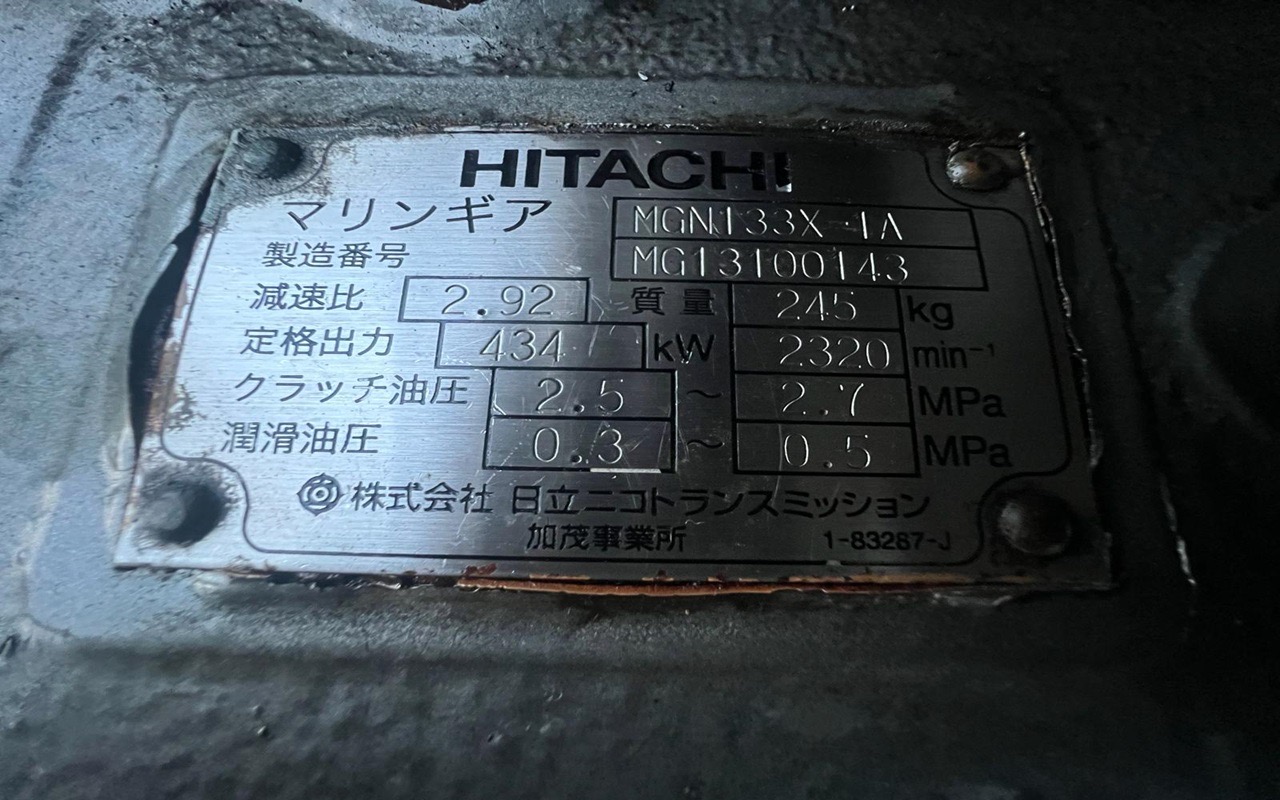 HITACHI
マリンギア MGN133X-1A
製造番号 MG13100143
減速比 2.92 質量 245 kg
定格出力 434 kW 2320 min⁻¹
クラッチ油圧 2.5 ～ 2.7 MPa
潤滑油圧 0.3 ～ 0.5 MPa
株式会社 日立ニコトランスミッション
加茂事業所 1-83287-J